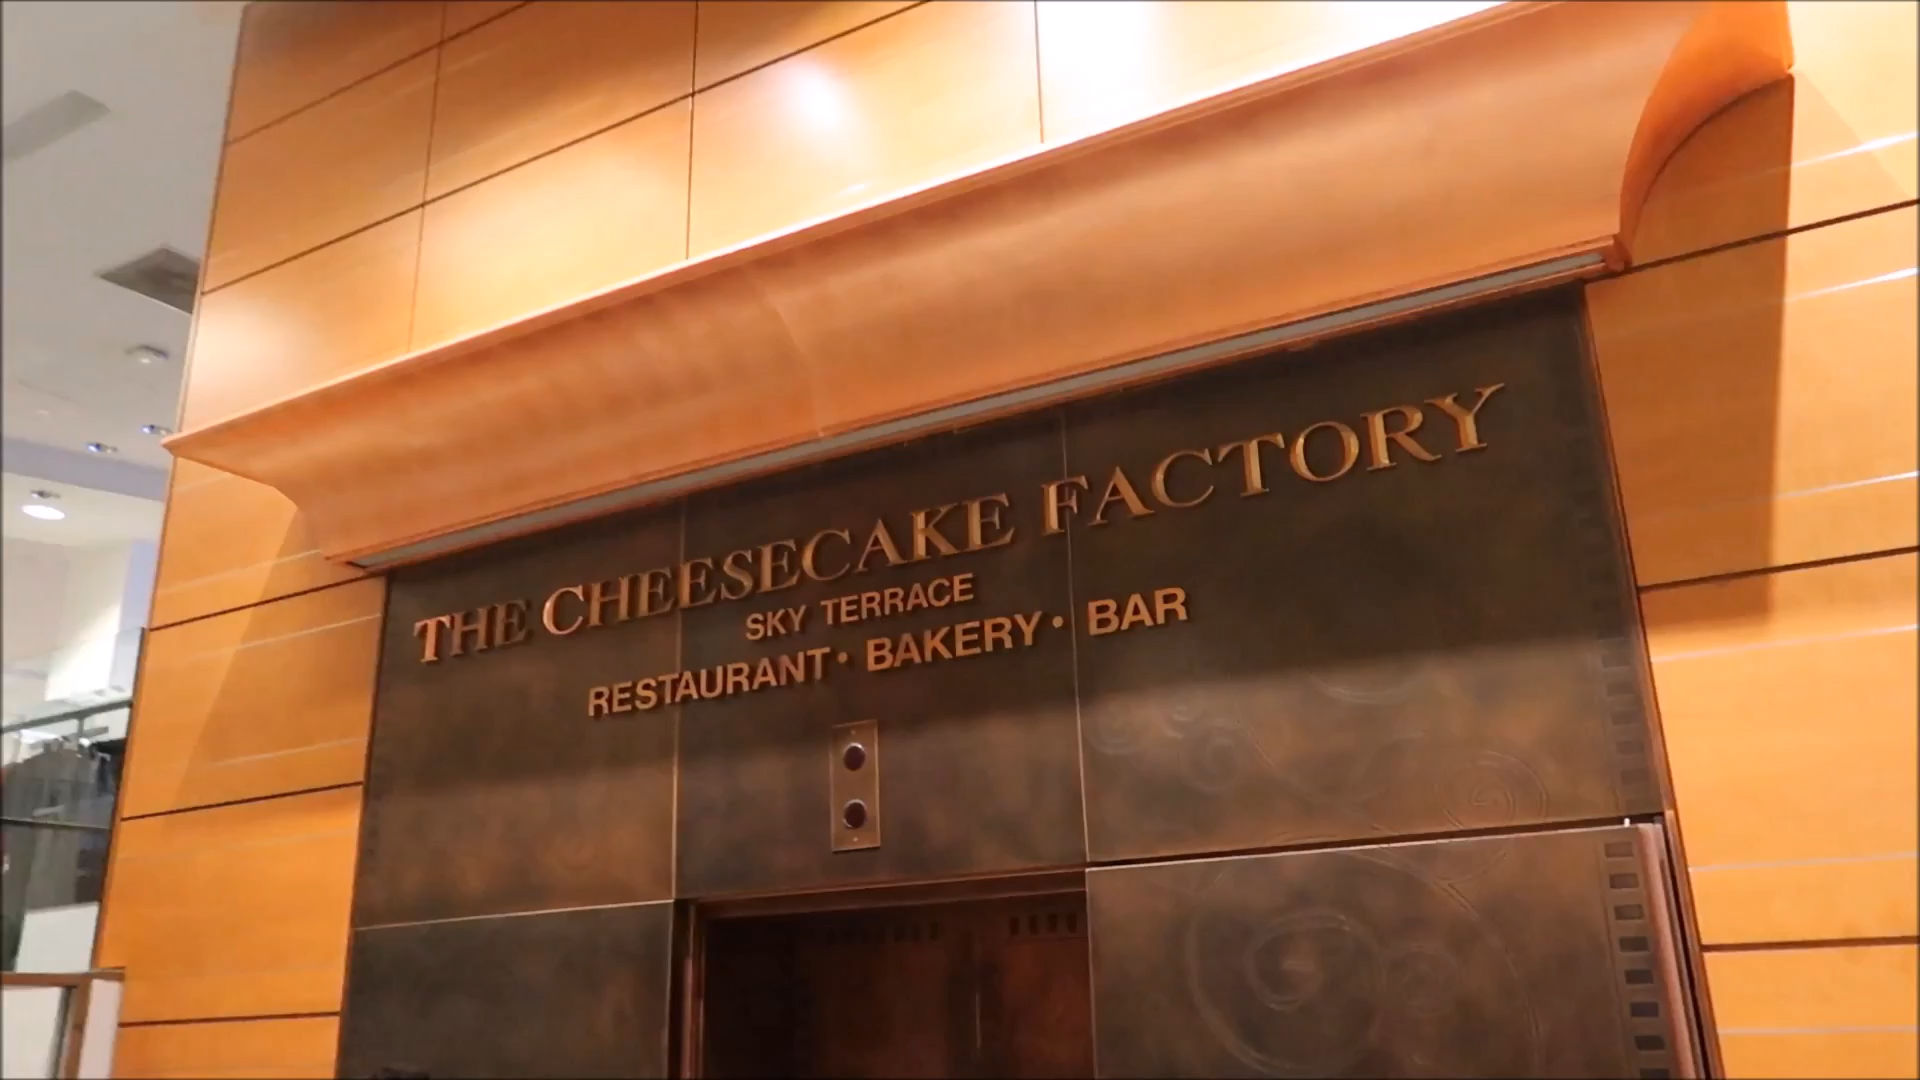 THE CHEESECAKE FACTORY
SKY TERRACE
RESTAURANT • BAKERY • BAR